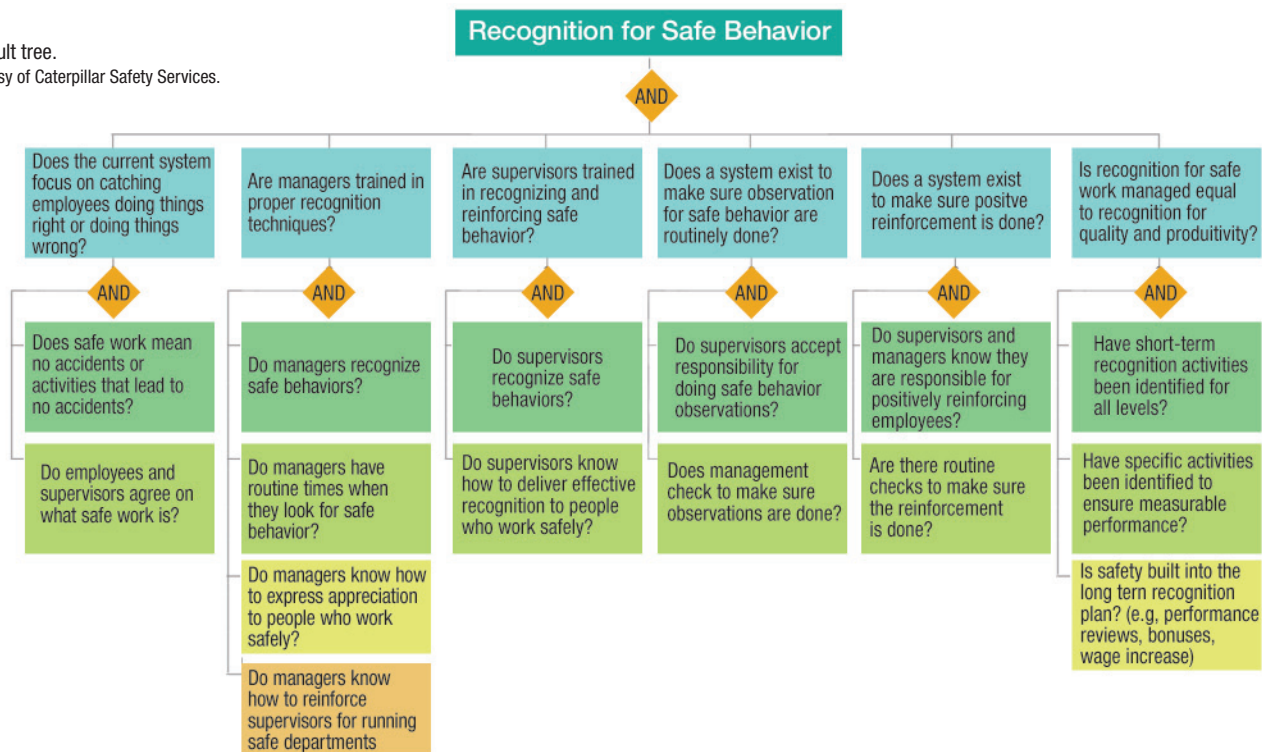 Recognition for Safe Behavior
ult tree.
sy of Caterpillar Safety Services.
AND
Does the current system
focus on catching
employees doing things
right or doing things
wrong?
Are managers trained in
proper recognition
techniques?
Are supervisors trained
in recognizing and
reinforcing safe
behavior?
Does a system exist to
make sure observation
for safe behavior are
routinely done?
Does a system exist
to make sure positve
reinforcement is done?
Is recognition for safe
work managed equal
to recognition for
quality and produitivity?
AND
AND
AND
AND
AND
AND
Does safe work mean
no accidents or
activities that lead to
no accidents?
Do managers recognize
safe behaviors?
Do supervisors
recognize safe
behaviors?
Do supervisors accept
responsibility for
doing safe behavior
observations?
Do supervisors and
managers know they
are responsible for
positively reinforcing
employees?
Have short-term
recognition activities
been identified for
all levels?
Do employees and
supervisors agree on
what safe work is?
Do managers have
routine times when
they look for safe
behavior?
Do supervisors know
how to deliver effective
recognition to people
who work safely?
Does management
check to make sure
observations are done?
Are there routine
checks to make sure
the reinforcement
is done?
Have specific activities
been identified to
ensure measurable
performance?
Do managers know how
to express appreciation
to people who work
safely?
Is safety built into the
long tern recognition
plan? (e.g, performance
reviews, bonuses,
wage increase)
Do managers know
how to reinforce
supervisors for running
safe departments